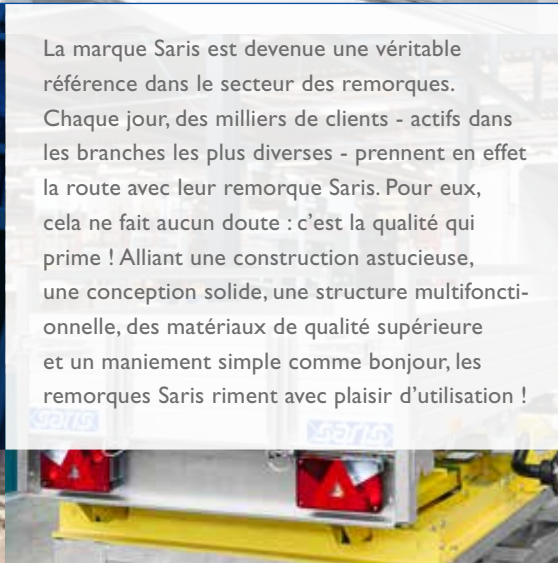 La marque Saris est devenue une véritable
référence dans le secteur des remorques.
Chaque jour, des milliers de clients - actifs dans
les branches les plus diverses - prennent en effet
la route avec leur remorque Saris. Pour eux,
cela ne fait aucun doute : c’est la qualité qui
prime ! Alliant une construction astucieuse,
une conception solide, une structure multifoncti-
onnelle, des matériaux de qualité supérieure
et un maniement simple comme bonjour, les
remorques Saris riment avec plaisir d’utilisation !
saris saris